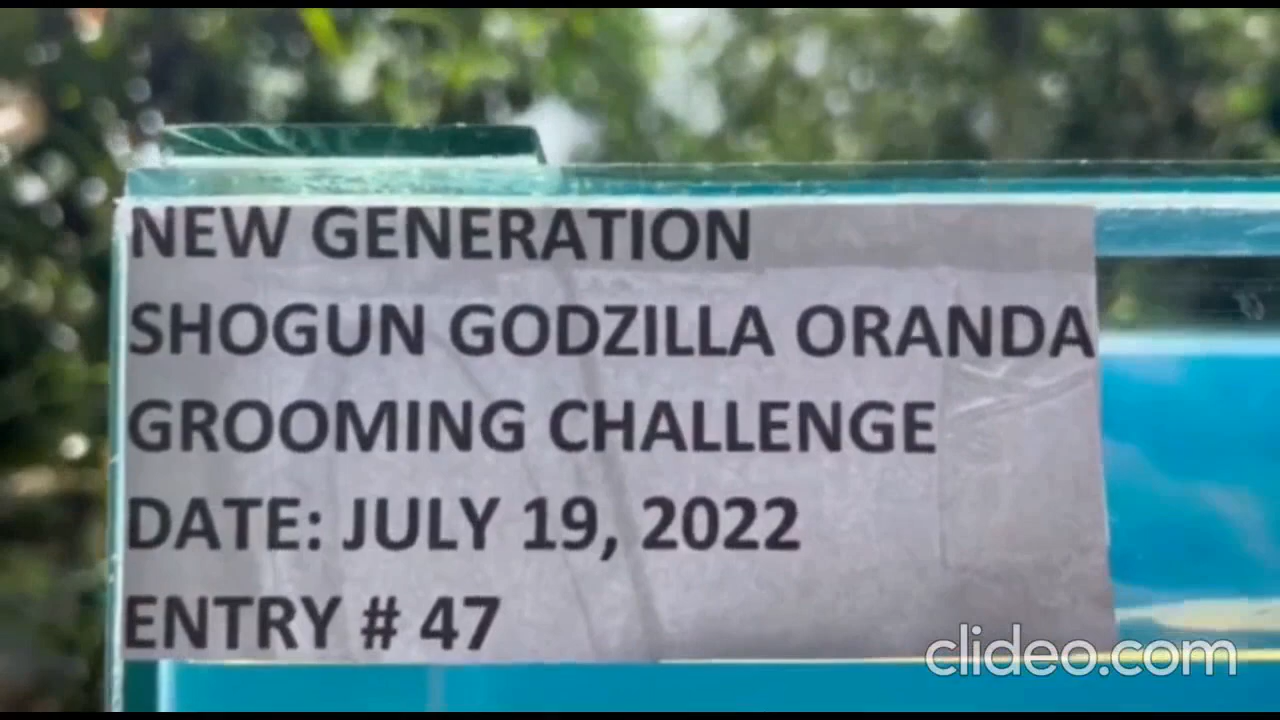 NEW GENERATION
SHOGUN GODZILLA ORANDA
GROOMING CHALLENGE
DATE: JULY 19, 2022
ENTRY # 47
clideo.com